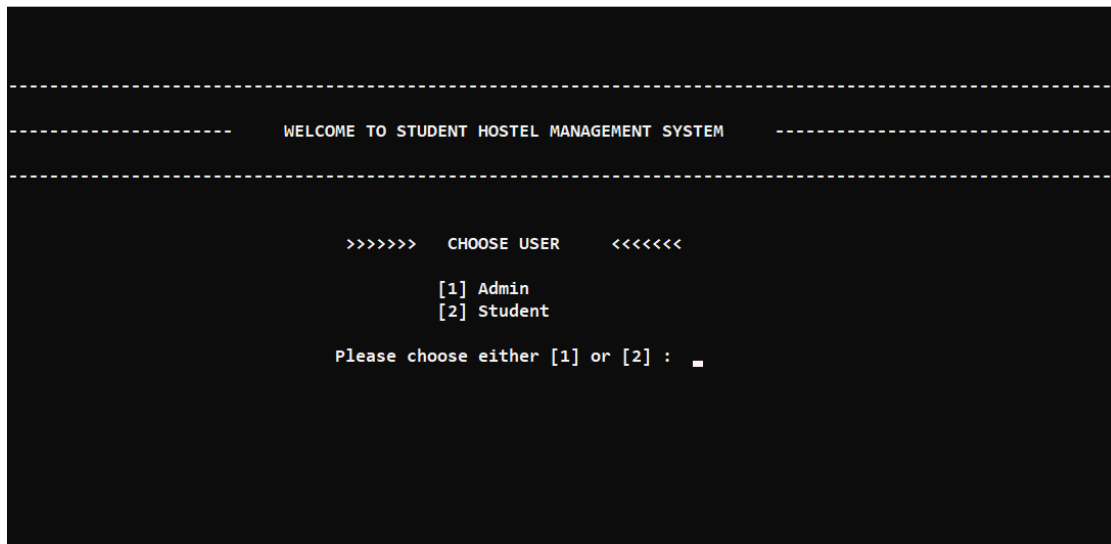 ------------------------------------------------------------------------------------------------------------
---------------------- WELCOME TO STUDENT HOSTEL MANAGEMENT SYSTEM ---------------------------------
------------------------------------------------------------------------------------------------------------
>>>>>>> CHOOSE USER <<<<<<<
[1] Admin
[2] Student
Please choose either [1] or [2] : _